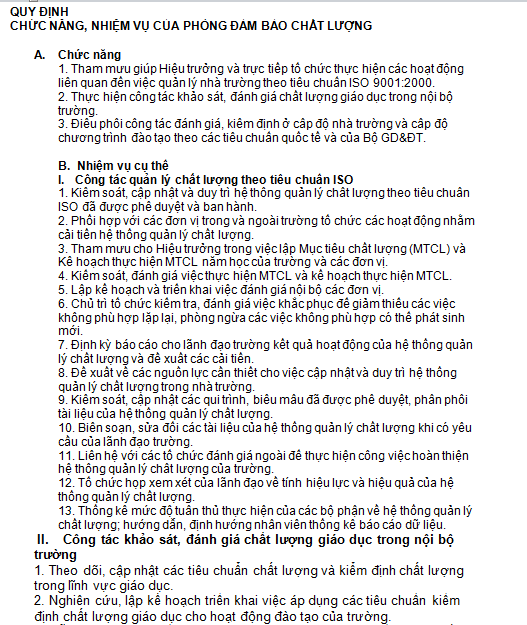 QUY ĐỊNH
CHỨC NĂNG, NHIỆM VỤ CỦA PHÒNG ĐẢM BẢO CHẤT LƯỢNG
A. Chức năng
1. Tham mưu giúp Hiệu trưởng và trực tiếp tổ chức thực hiện các hoạt động
liên quan đến việc quản lý nhà trường theo tiêu chuẩn ISO 9001:2000.
2. Thực hiện công tác khảo sát, đánh giá chất lượng giáo dục trong nội bộ
trường.
3. Điều phối công tác đánh giá, kiểm định ở cấp độ nhà trường và cấp độ
chương trình đào tạo theo các tiêu chuẩn quốc tế và của Bộ GD&ĐT.
B. Nhiệm vụ cụ thể
I. Công tác quản lý chất lượng theo tiêu chuẩn ISO
1. Kiểm soát, cập nhật và duy trì hệ thống quản lý chất lượng theo tiêu chuẩn
ISO đã được phê duyệt và ban hành.
2. Phối hợp với các đơn vị trong và ngoài trường tổ chức các hoạt động nhằm
cải tiến hệ thống quản lý chất lượng.
3. Tham mưu cho Hiệu trưởng trong việc lập Mục tiêu chất lượng (MTCL) và
Kế hoạch thực hiện MTCL năm học của trường và các đơn vị.
4. Kiểm soát, đánh giá việc thực hiện MTCL và kế hoạch thực hiện MTCL.
5. Lập kế hoạch và triển khai việc đánh giá nội bộ các đơn vị.
6. Chủ trì tổ chức kiểm tra, đánh giá việc khắc phục để giảm thiểu các việc
không phù hợp lặp lại, phòng ngừa các việc không phù hợp có thể phát sinh
mới.
7. Định kỳ báo cáo cho lãnh đạo trường kết quả hoạt động của hệ thống quản
lý chất lượng và đề xuất các cải tiến.
8. Đề xuất về các nguồn lực cần thiết cho việc cập nhật và duy trì hệ thống
quản lý chất lượng trong nhà trường.
9. Kiểm soát, cập nhật các qui trình, biểu mẫu đã được phê duyệt, phân phối
tài liệu của hệ thống quản lý chất lượng.
10. Biên soạn, sửa đổi các tài liệu của hệ thống quản lý chất lượng khi có yêu
cầu của lãnh đạo trường.
11. Liên hệ với các tổ chức đánh giá ngoài để thực hiện công việc hoàn thiện
hệ thống quản lý chất lượng của trường.
12. Tổ chức họp xem xét của lãnh đạo về tính hiệu lực và hiệu quả của hệ
thống quản lý chất lượng.
13. Thống kê mức độ tuân thủ thực hiện của các bộ phận về hệ thống quản lý
chất lượng; hướng dẫn, định hướng nhân viên thống kê báo cáo dữ liệu.
II. Công tác khảo sát, đánh giá chất lượng giáo dục trong nội bộ
trường
1. Theo dõi, cập nhật các tiêu chuẩn chất lượng và kiểm định chất lượng
trong lĩnh vực giáo dục.
2. Nghiên cứu, lập kế hoạch triển khai việc áp dụng các tiêu chuẩn kiểm
định chất lượng giáo dục cho hoạt động đào tạo của trường.